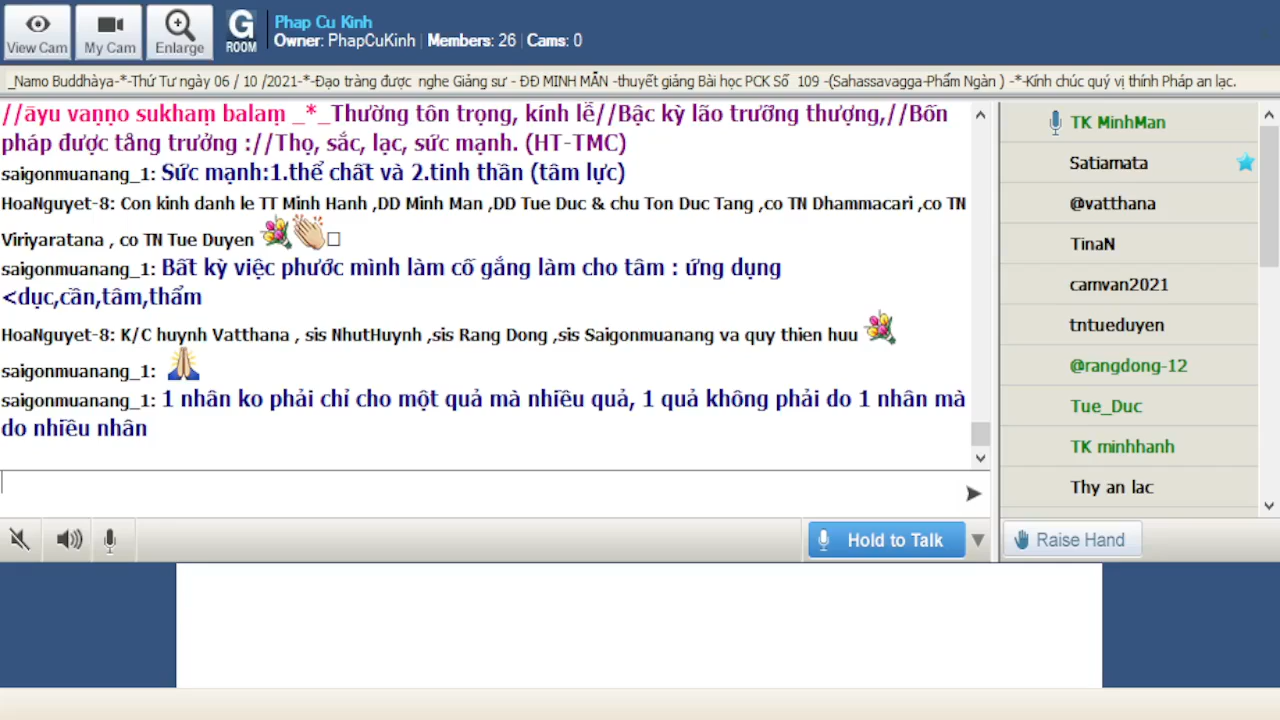 View Cam
My Cam
Enlarge
G
ROOM
Phap Cu Kinh
Owner: PhapCuKinh | Members: 26 | Cams: 0
_Namo Buddhàya-*-Thứ Tư ngày 06 / 10 /2021-*-Đạo tràng được nghe Giảng sư - ĐĐ MINH MẪN -thuyết giảng Bài học PCK Số 109 -(Sahassavagga-Phẩm Ngàn ) -*-Kính chúc quý vị thính Pháp an lạc.
//āyu vaṇṇo sukhaṃ balaṃ _*_Thường tôn trọng, kính lễ//Bậc kỳ lão trưỡng thượng,//Bốn
pháp được tăng trưởng ://Thọ, sắc, lạc, sức mạnh. (HT-TMC)
saigonmuanang_1: Sức mạnh:1.thể chất và 2.tinh thần (tâm lực)
HoaNguyet-8: Con kinh danh le TT Minh Hanh ,DD Minh Man ,DD Tue Duc & chu Ton Duc Tang ,co TN Dhammacari ,co TN
Viriyaratana , co TN Tue Duyen
saigonmuanang_1: Bất kỳ việc phước mình làm cố gắng làm cho tâm : ứng dụng
<dục,cần,tâm,thẩm
HoaNguyet-8: K/C huynh Vatthana , sis NhutHuynh ,sis Rang Dong ,sis Saigonmuanang va quy thien huu
saigonmuanang_1:
saigonmuanang_1: 1 nhân ko phải chỉ cho một quả mà nhiều quả, 1 quả không phải do 1 nhân mà
do nhiều nhân
TK MinhMan
Satiamata
@vatthana
TinaN
camvan2021
tntueduyen
@rangdong-12
Tue_Duc
TK minhhanh
Thy an lac
Hold to Talk
Raise Hand